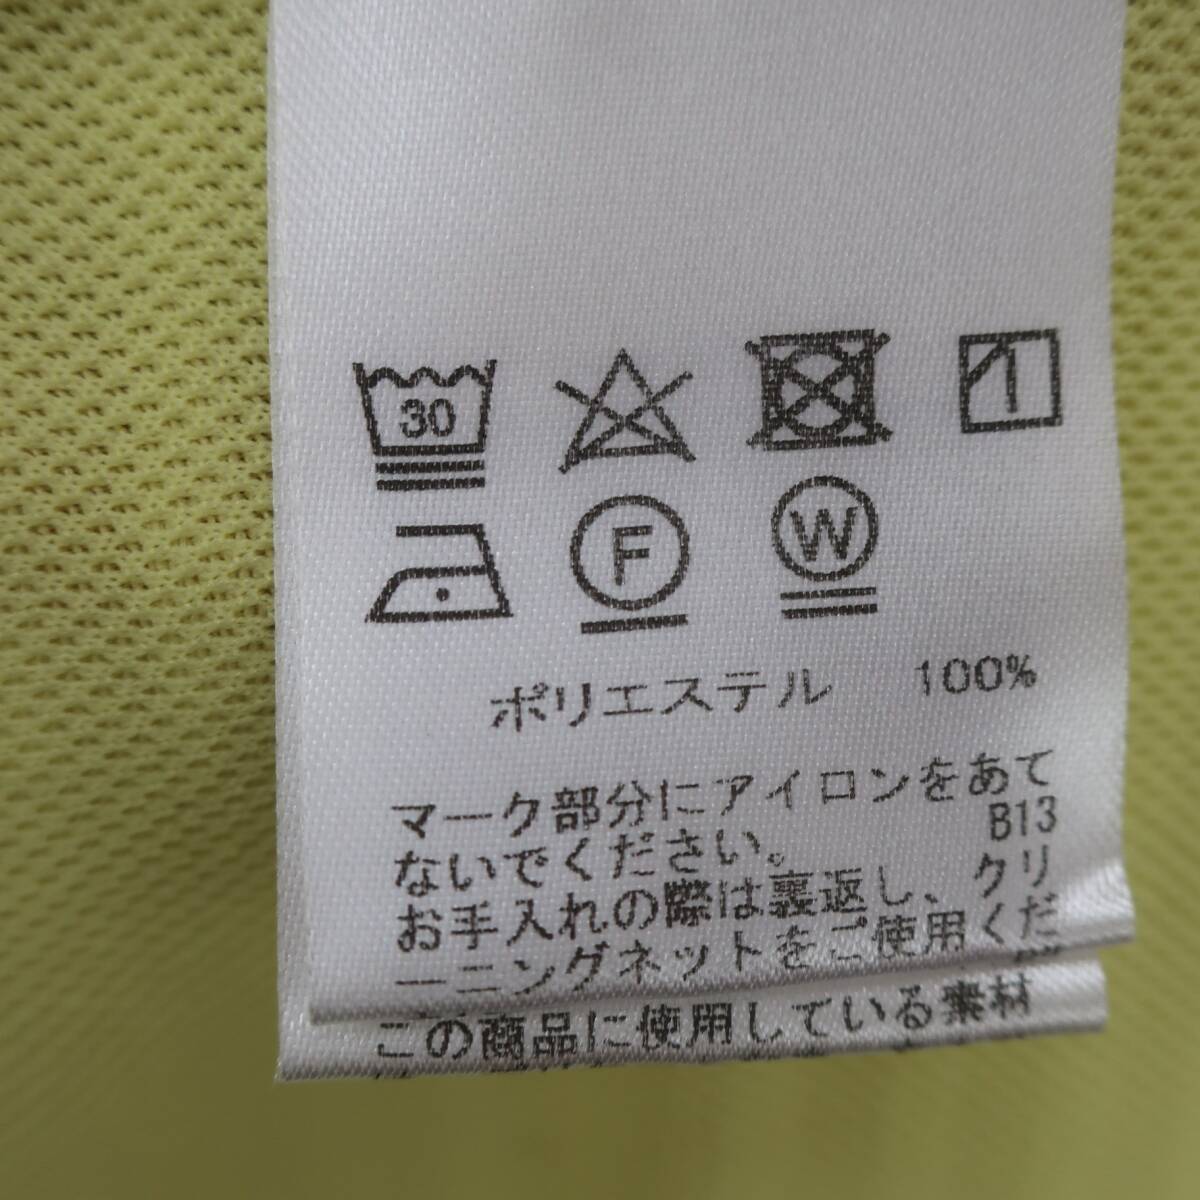 30
F
W
ポリエステル 100%
マーク部分にアイロンをあて
ないでください。 B13
お手入れの際は裏返し、クリ
ーニングネットをご使用くだ
この商品に使用している素材